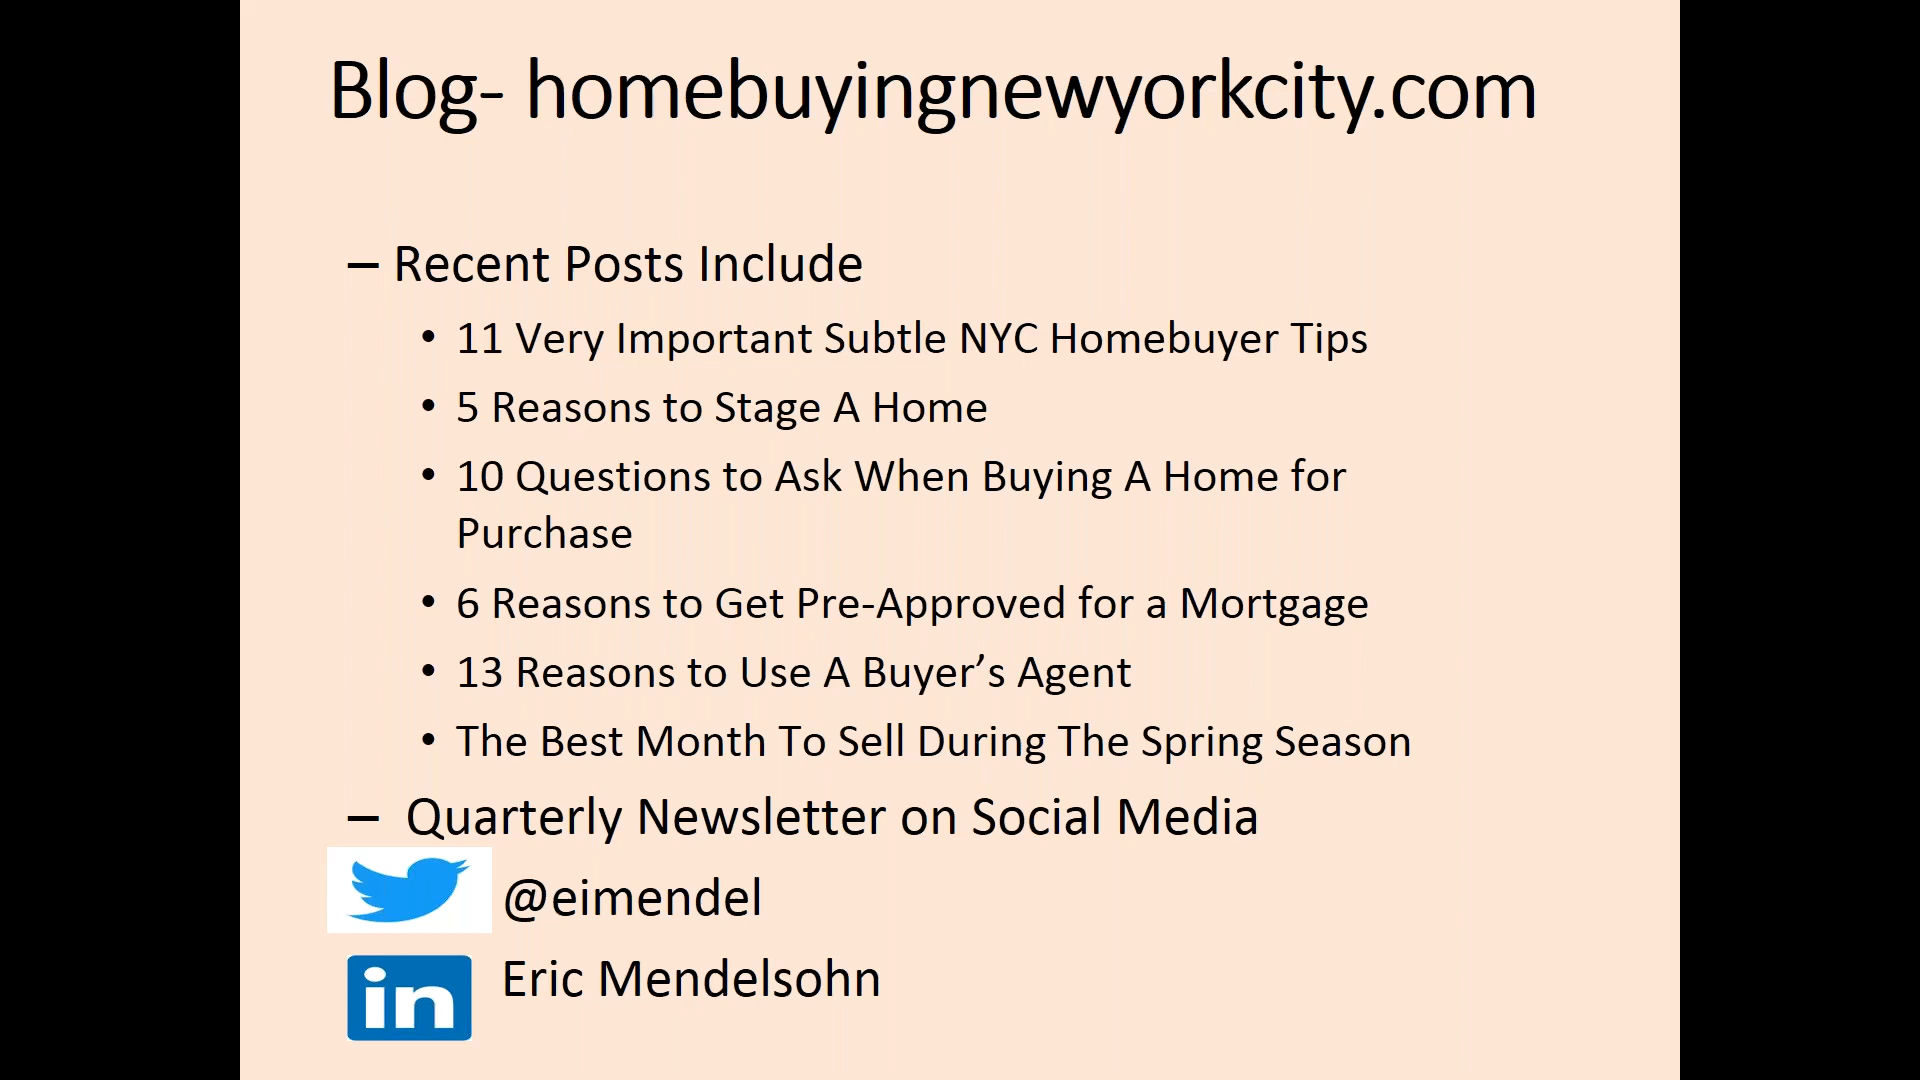 Blog- homebuyingnewyorkcity.com
– Recent Posts Include
• 11 Very Important Subtle NYC Homebuyer Tips
• 5 Reasons to Stage A Home
• 10 Questions to Ask When Buying A Home for
Purchase
• 6 Reasons to Get Pre-Approved for a Mortgage
• 13 Reasons to Use A Buyer’s Agent
• The Best Month To Sell During The Spring Season
– Quarterly Newsletter on Social Media
@eimendel
in Eric Mendelsohn